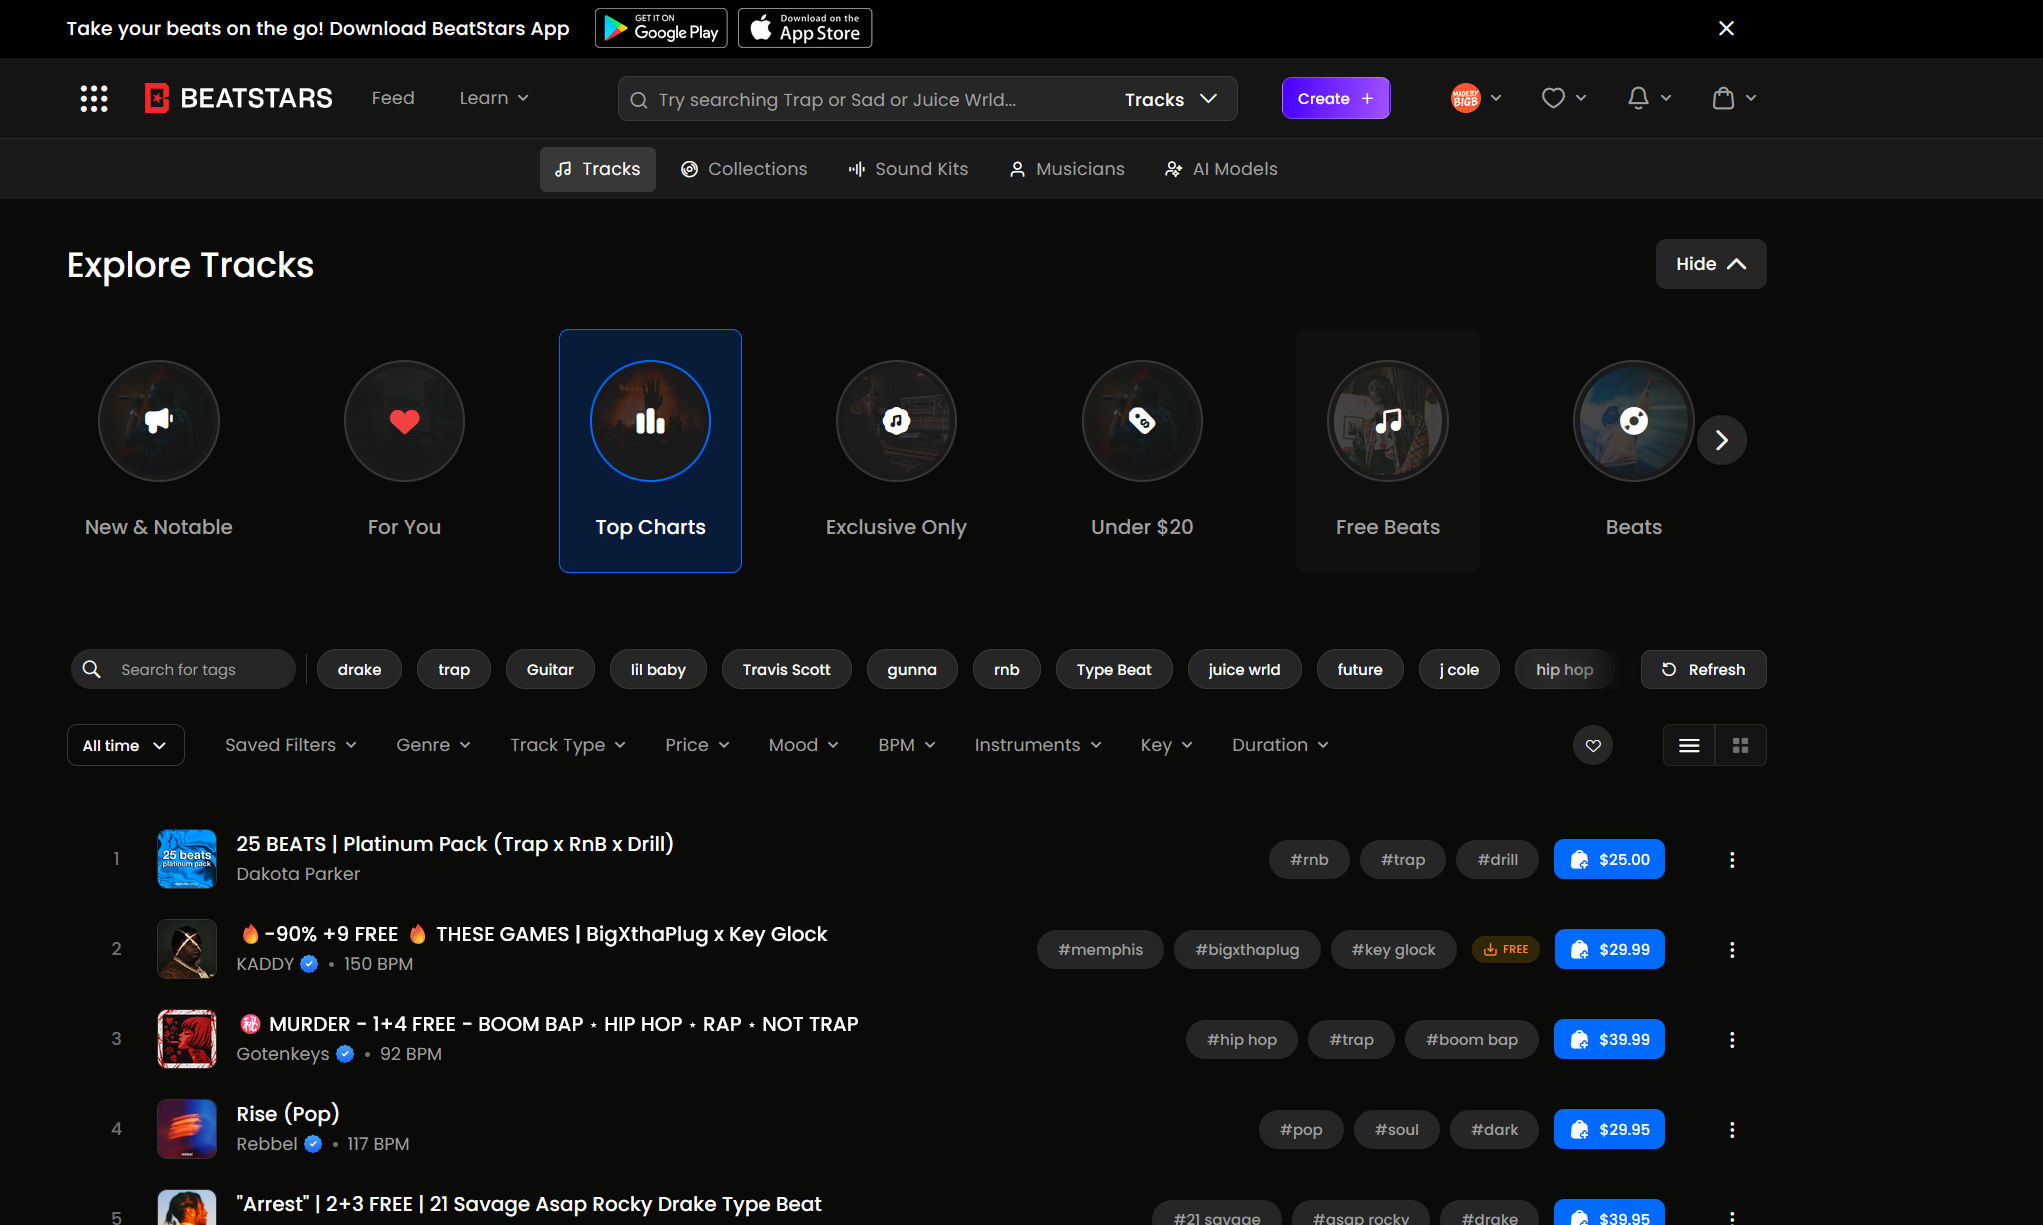 Take your beats on the go! Download BeatStars App
GET IT ON
Google Play
Download on the
App Store
BEATSTARS
Feed
Learn
Try searching Trap or Sad or Juice Wrld...
Tracks
Create +
MADE BY
BIGB
Tracks
Collections
Sound Kits
Musicians
AI Models
Explore Tracks
Hide
New & Notable
For You
Top Charts
Exclusive Only
Under $20
Free Beats
Beats
Search for tags
drake
trap
Guitar
lil baby
Travis Scott
gunna
rnb
Type Beat
juice wrld
future
j cole
hip hop
Refresh
All time
Saved Filters
Genre
Track Type
Price
Mood
BPM
Instruments
Key
Duration
1
25 beats
platinum pack
25 BEATS | Platinum Pack (Trap x RnB x Drill)
Dakota Parker
#rnb
#trap
#drill
$25.00
2
🔥-90% +9 FREE 🔥 THESE GAMES | BigXthaPlug x Key Glock
KADDY • 150 BPM
#memphis
#bigxthaplug
#key glock
FREE
$29.99
3
㊙ MURDER - 1+4 FREE - BOOM BAP ⋆ HIP HOP ⋆ RAP ⋆ NOT TRAP
Gotenkeys • 92 BPM
#hip hop
#trap
#boom bap
$39.99
4
rebbel
Rise (Pop)
Rebbel • 117 BPM
#pop
#soul
#dark
$29.95
5
"Arrest" | 2+3 FREE | 21 Savage Asap Rocky Drake Type Beat
#21 savage
#asap rocky
#drake
$39.95